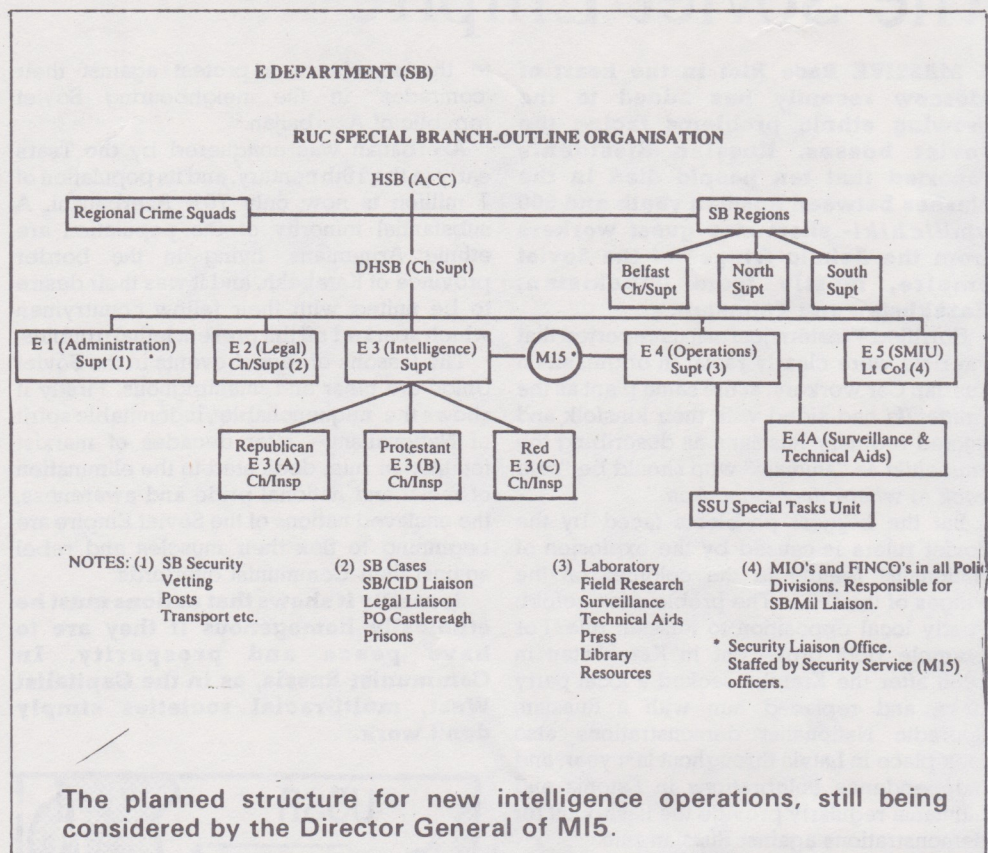 E DEPARTMENT (SB)
RUC SPECIAL BRANCH-OUTLINE ORGANISATION
HSB (ACC)
Regional Crime Squads
SB Regions
DHSB (Ch Supt)
Belfast
Ch/Supt
North
Supt
South
Supt
E 1 (Administration)
Supt (1)
E 2 (Legal)
Ch/Supt (2)
E 3 (Intelligence)
Supt
M15 *
E 4 (Operations)
Supt (3)
E 5 (SMIU)
Lt Col (4)
Republican
E 3 (A)
Ch/Insp
Protestant
E 3 (B)
Ch/Insp
Red
E 3 (C)
Ch/Insp
E 4A (Surveillance &
Technical Aids)
SSU Special Tasks Unit
NOTES: (1) SB Security
Vetting
Posts
Transport etc.
(2) SB Cases
SB/CID Liaison
Legal Liaison
PO Castlereagh
Prisons
(3) Laboratory
Field Research
Surveillance
Technical Aids
Press
Library
Resources
(4) MIO's and FINCO's in all Polic
Divisions. Responsible for
SB/Mil Liaison.
Security Liaison Office.
Staffed by Security Service (M15)
officers.
The planned structure for new intelligence operations, still being
considered by the Director General of MI5.